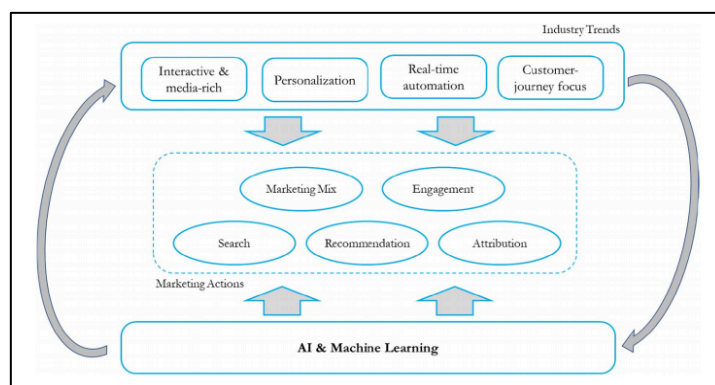 Industry Trends
Interactive &
media-rich
Personalization
Real-time
automation
Customer-
journey focus
Marketing Mix
Engagement
Search
Recommendation
Attribution
Marketing Actions
AI & Machine Learning